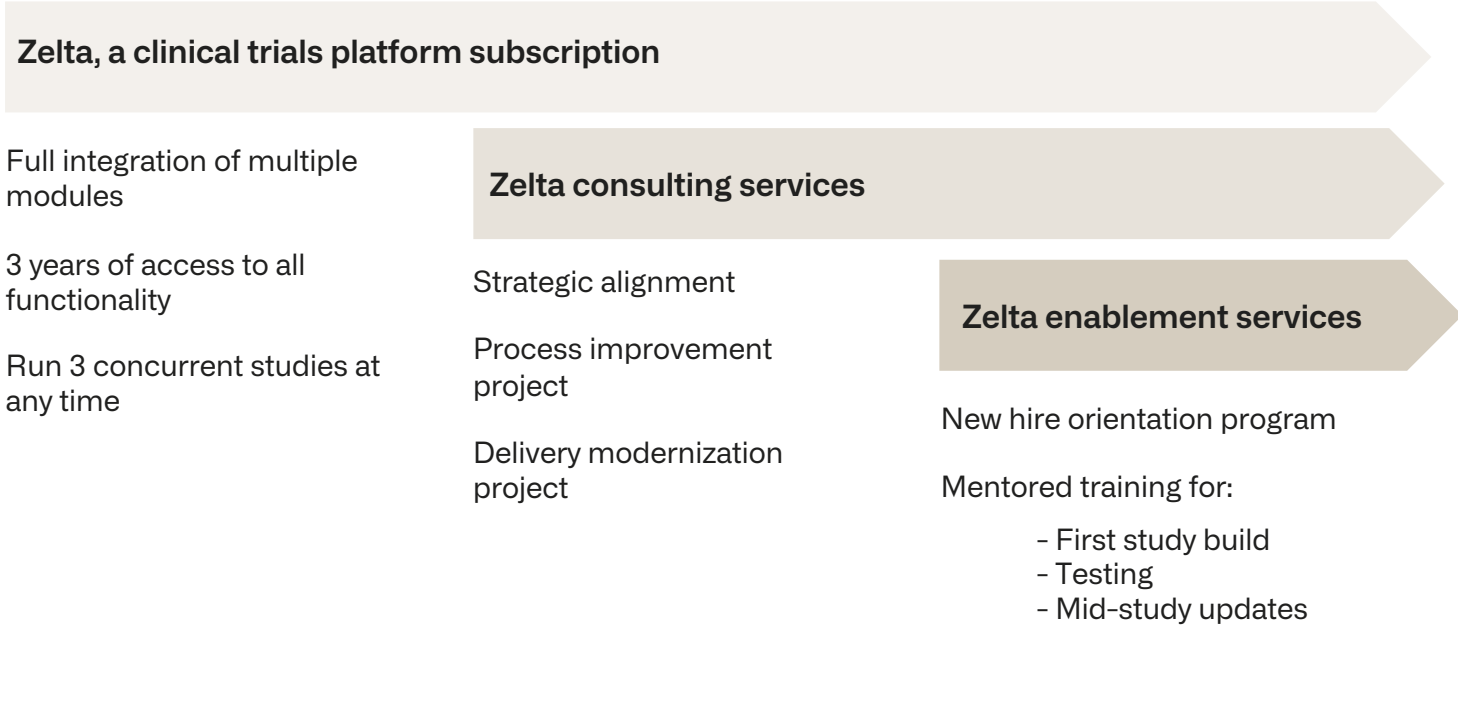 Zelta, a clinical trials platform subscription
Full integration of multiple
modules
3 years of access to all
functionality
Run 3 concurrent studies at
any time
Zelta consulting services
Strategic alignment
Process improvement
project
Delivery modernization
project
Zelta enablement services
New hire orientation program
Mentored training for:
- First study build
- Testing
- Mid-study updates